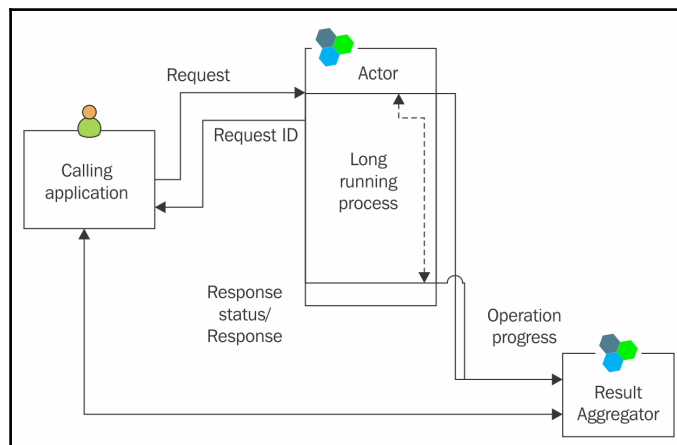 Actor
Request
Request ID
Calling
application
Long
running
process
Response
status/
Response
Operation
progress
Result
Aggregator